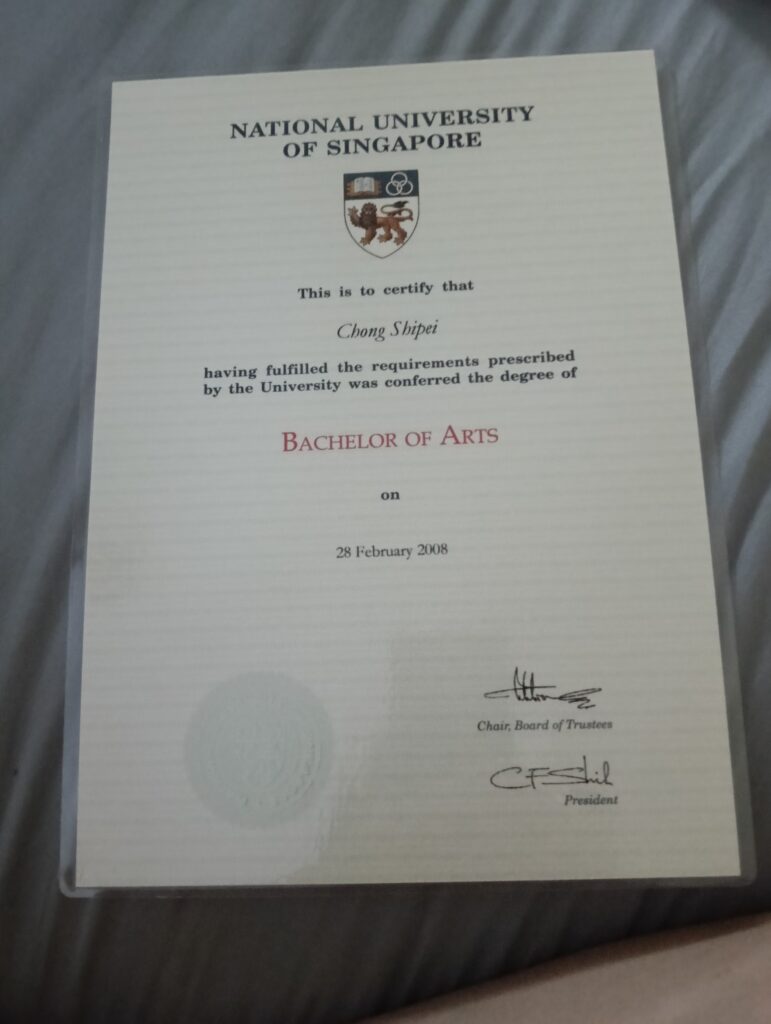 NATIONAL UNIVERSITY
OF SINGAPORE
This is to certify that
Chong Shipei
having fulfilled the requirements prescribed
by the University was conferred the degree of
BACHELOR OF ARTS
on
28 February 2008
Chair, Board of Trustees
CFShih
President